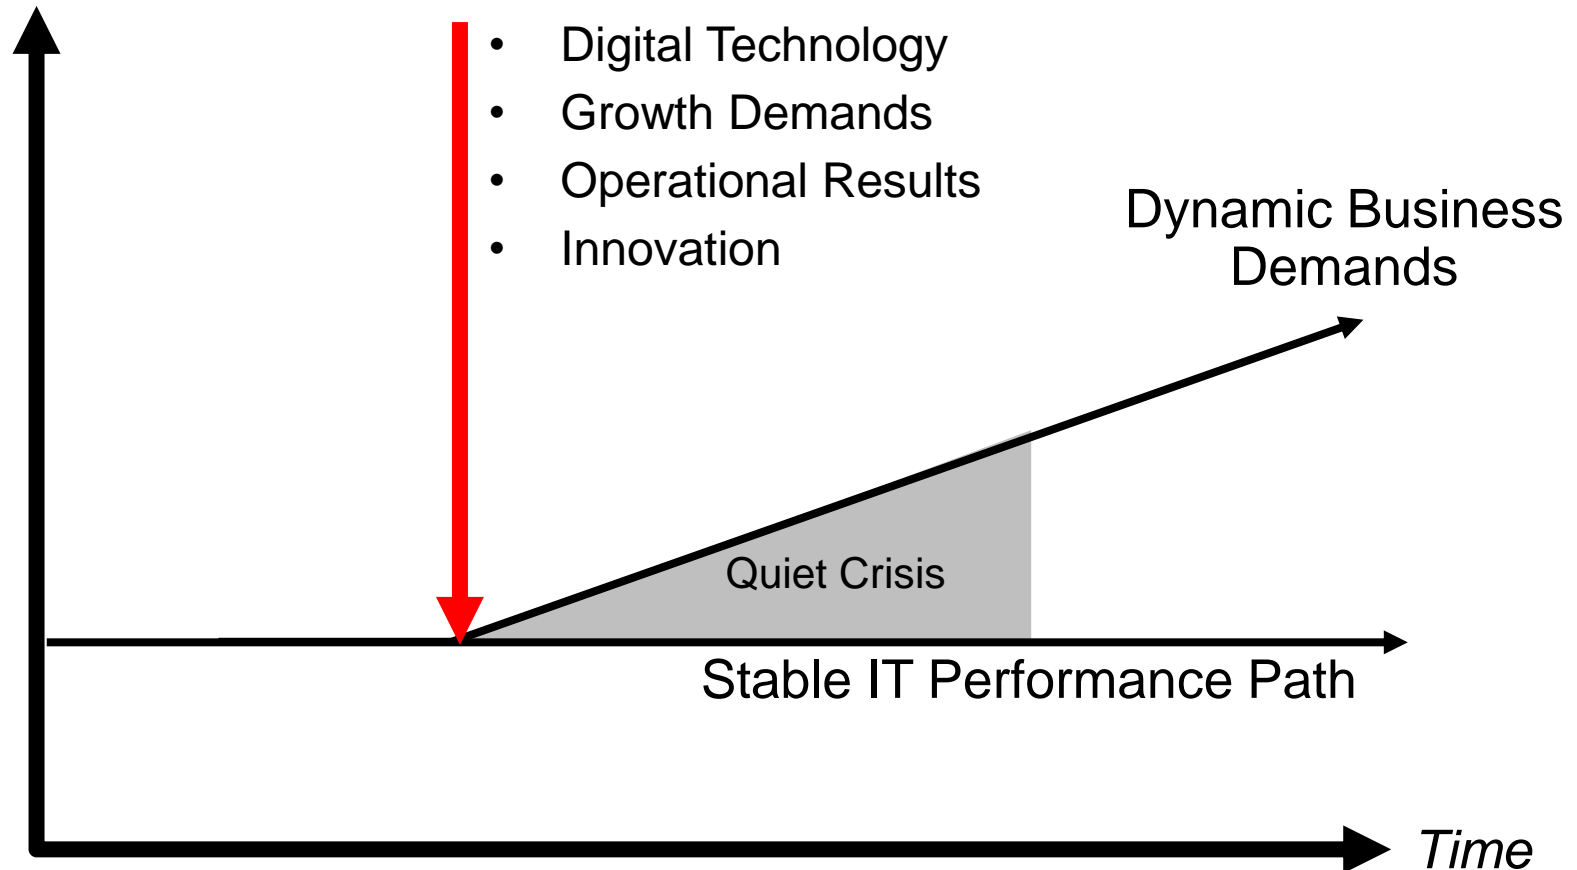 • Digital Technology
• Growth Demands
• Operational Results
• Innovation
Dynamic Business
Demands
Quiet Crisis
Stable IT Performance Path
Time